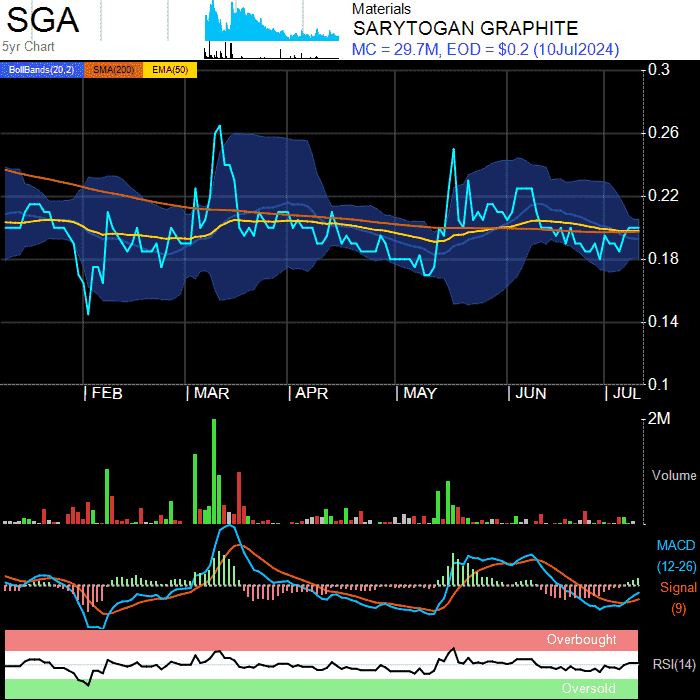 SGA
5yr Chart
Materials
SARYTOGAN GRAPHITE
MC = 29.7M, EOD = $0.2 (10Jul2024)
BollBands(20,2) SMA(200) EMA(50)
0.3
0.26
0.22
0.18
0.14
0.1
FEB MAR APR MAY JUN JUL
2M
Volume
MACD
(12-26)
Signal
(9)
Overbought
RSI(14)
Oversold